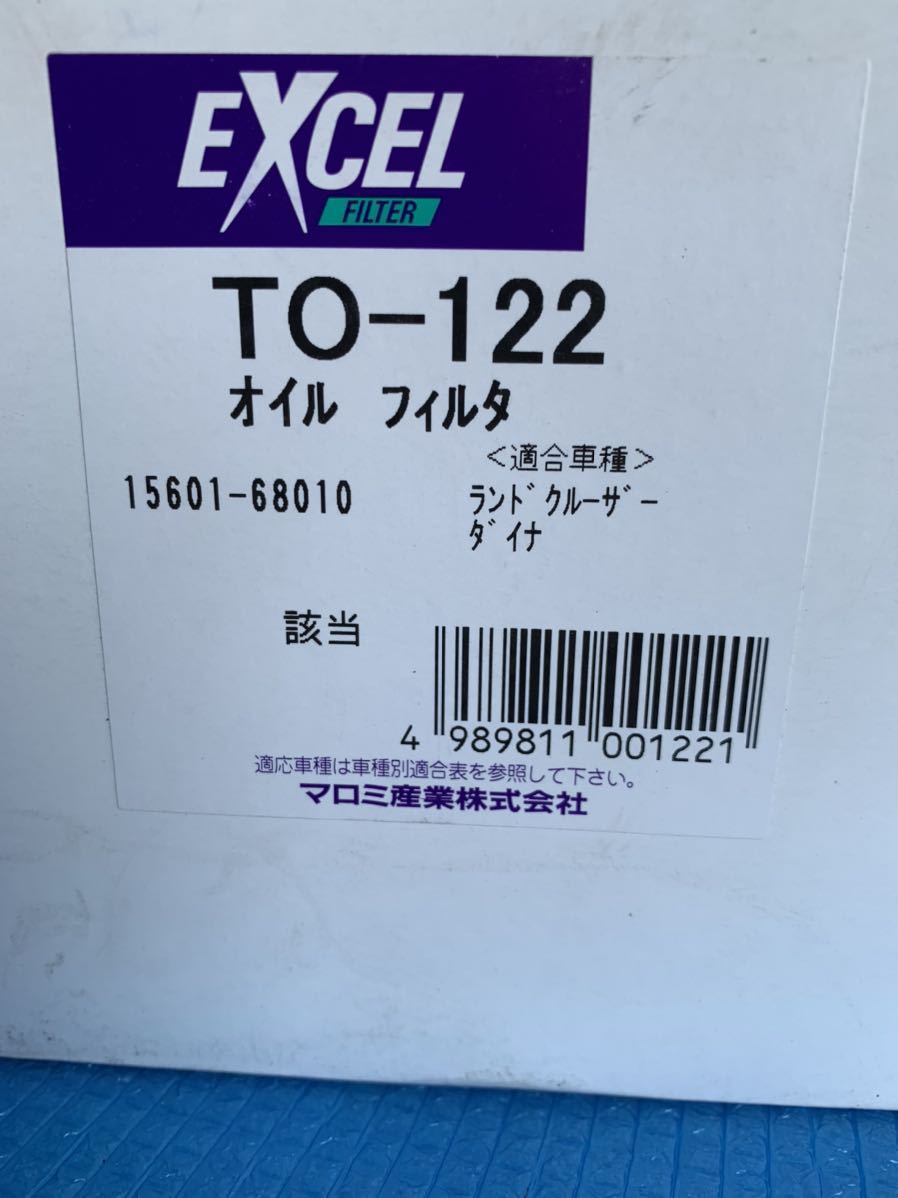 EXCEL
FILTER
TO-122
オイル フィルタ
<適合車種>
15601-68010
ランドクルーザー
ダイナ
該当
4 989811 001221
適応車種は車種別適合表を参照して下さい。
マロミ産業株式会社